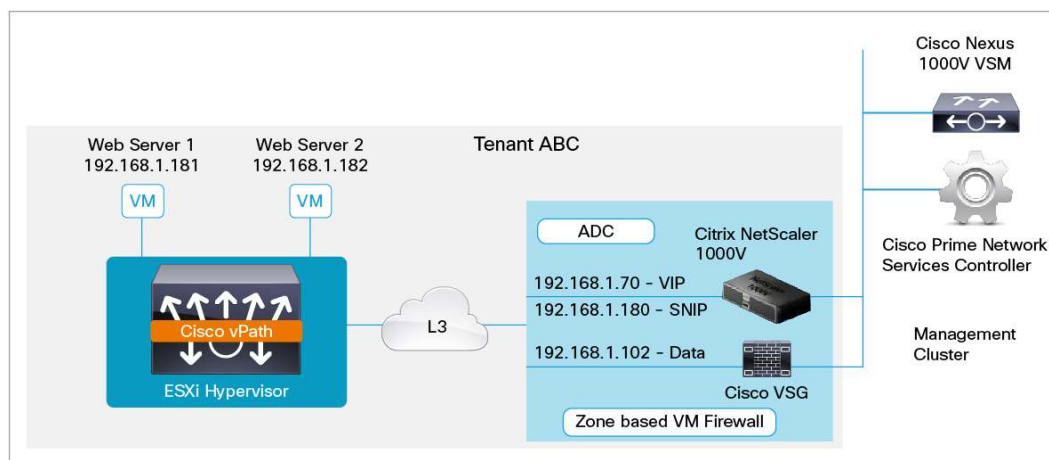 Cisco Nexus
1000V VSM
Tenant ABC
Web Server 1
192.168.1.181
Web Server 2
192.168.1.182
VM
VM
ADC
Citrix NetScaler
1000V
Cisco Prime Network
Services Controller
192.168.1.70 – VIP
NetScaler
1000V
192.168.1.180 – SNIP
Cisco vPath
L3
Management
Cluster
192.168.1.102 – Data
ESXi Hypervisor
Cisco VSG
Zone based VM Firewall